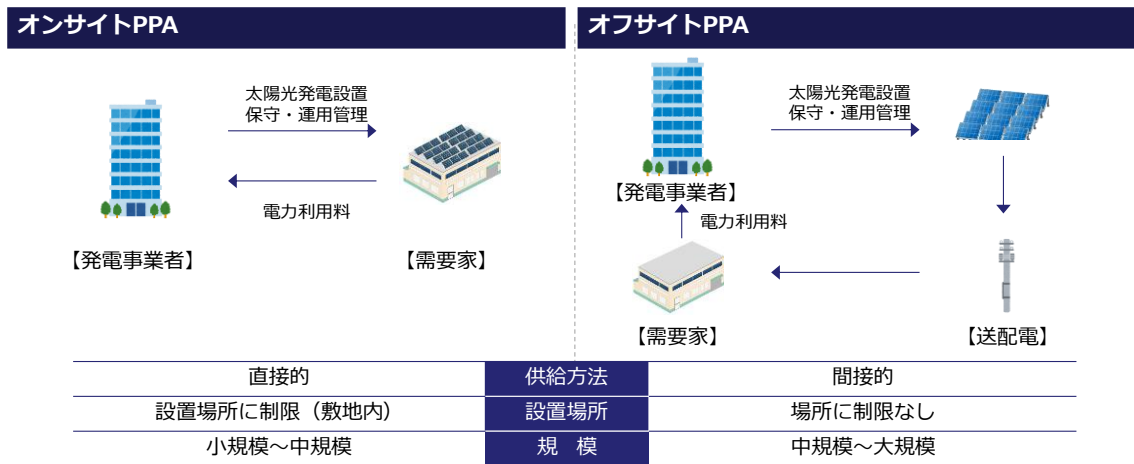 オンサイトPPA
太陽光発電設置
保守・運用管理
電力利用料
【発電事業者】
【需要家】
オフサイトPPA
太陽光発電設置
保守・運用管理
【発電事業者】
電力利用料
【需要家】
【送配電】
直接的 供給方法 間接的
設置場所に制限（敷地内） 設置場所 場所に制限なし
小規模～中規模 規 模 中規模～大規模